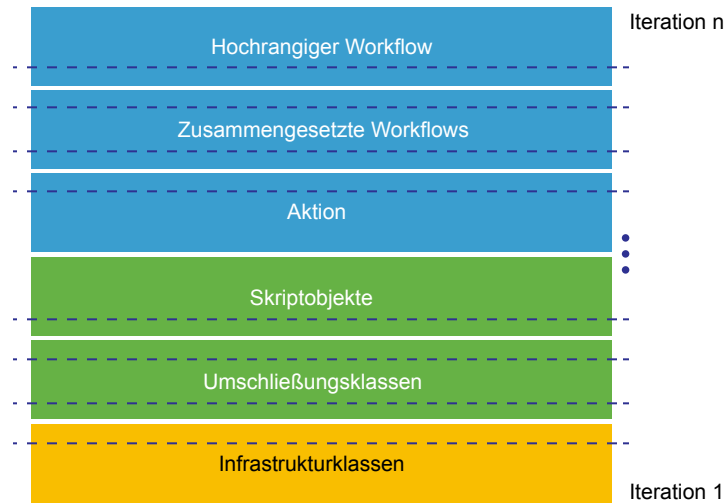 Iteration n
Hochrangiger Workflow
Zusammengesetzte Workflows
Aktion
Skriptobjekte
Umschließungsklassen
Infrastrukturklassen
Iteration 1